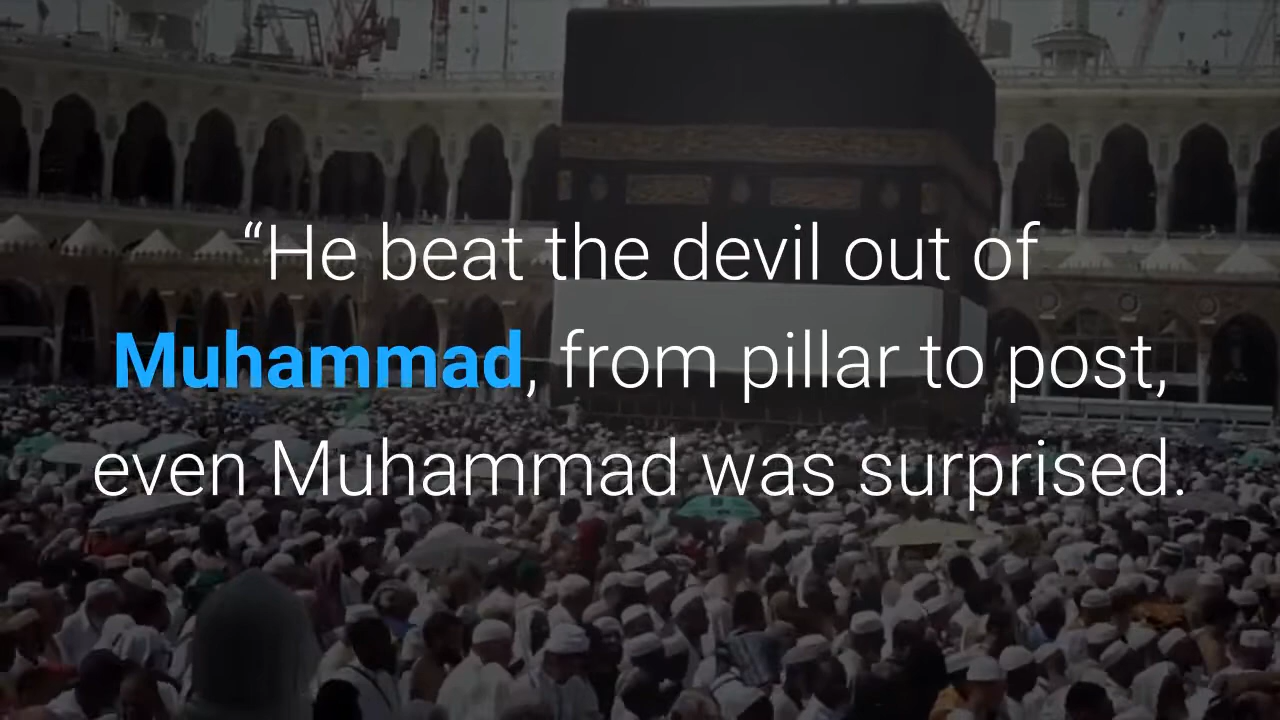 “He beat the devil out of
Muhammad, from pillar to post,
even Muhammad was surprised.